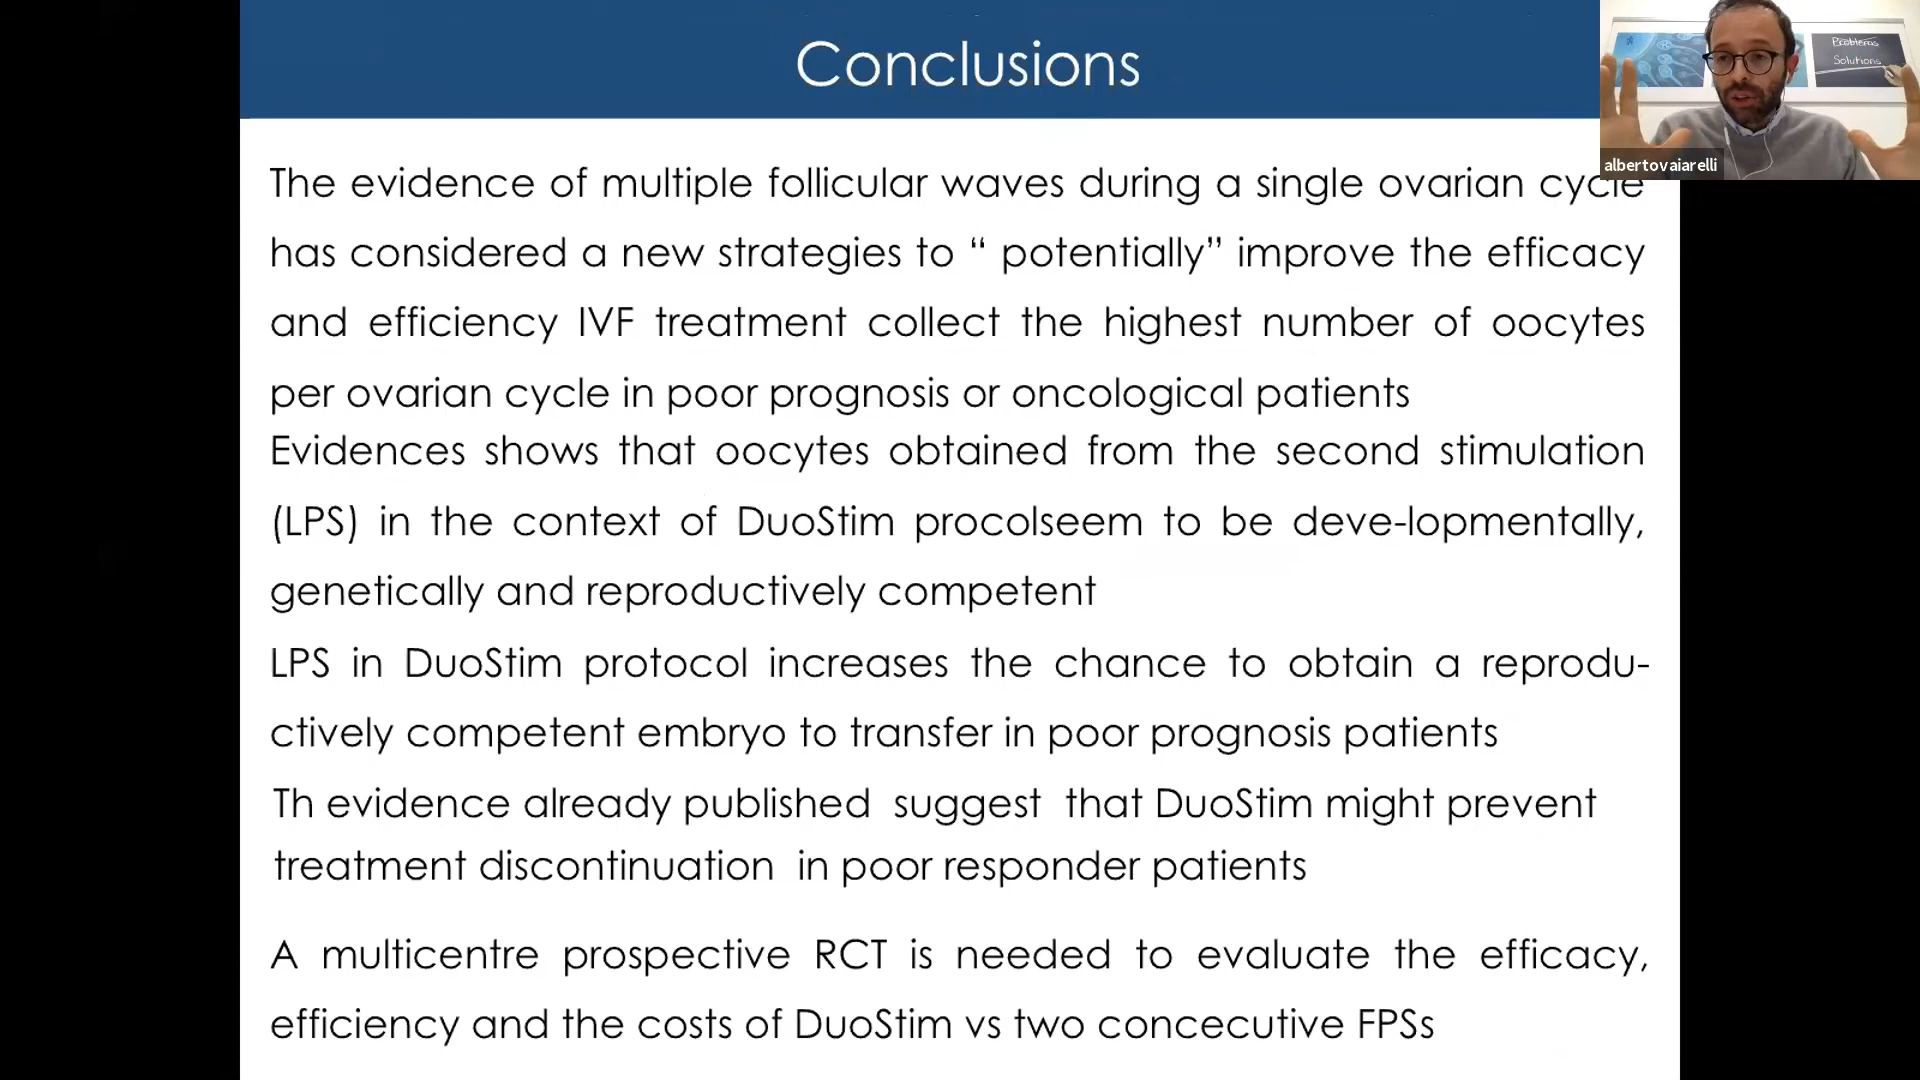 Conclusions
Problems
Solutions
albertovaiarelli
The evidence of multiple follicular waves during a single ovarian cycle
has considered a new strategies to “ potentially” improve the efficacy
and efficiency IVF treatment collect the highest number of oocytes
per ovarian cycle in poor prognosis or oncological patients
Evidences shows that oocytes obtained from the second stimulation
(LPS) in the context of DuoStim procolseem to be deve-lopmentally,
genetically and reproductively competent
LPS in DuoStim protocol increases the chance to obtain a reprodu-
ctively competent embryo to transfer in poor prognosis patients
Th evidence already published suggest that DuoStim might prevent
treatment discontinuation in poor responder patients
A multicentre prospective RCT is needed to evaluate the efficacy,
efficiency and the costs of DuoStim vs two concecutive FPSs